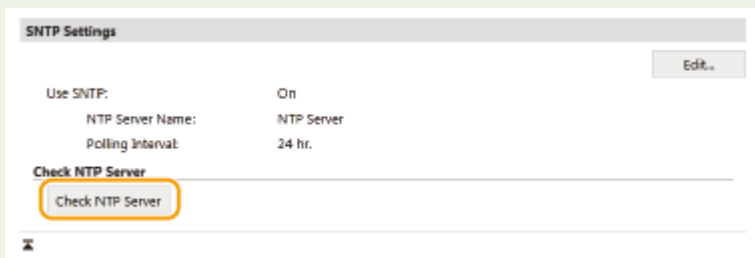 SNTP Settings
Edit...
Use SNTP: On
NTP Server Name: NTP Server
Polling Interval: 24 hr.
Check NTP Server
Check NTP Server